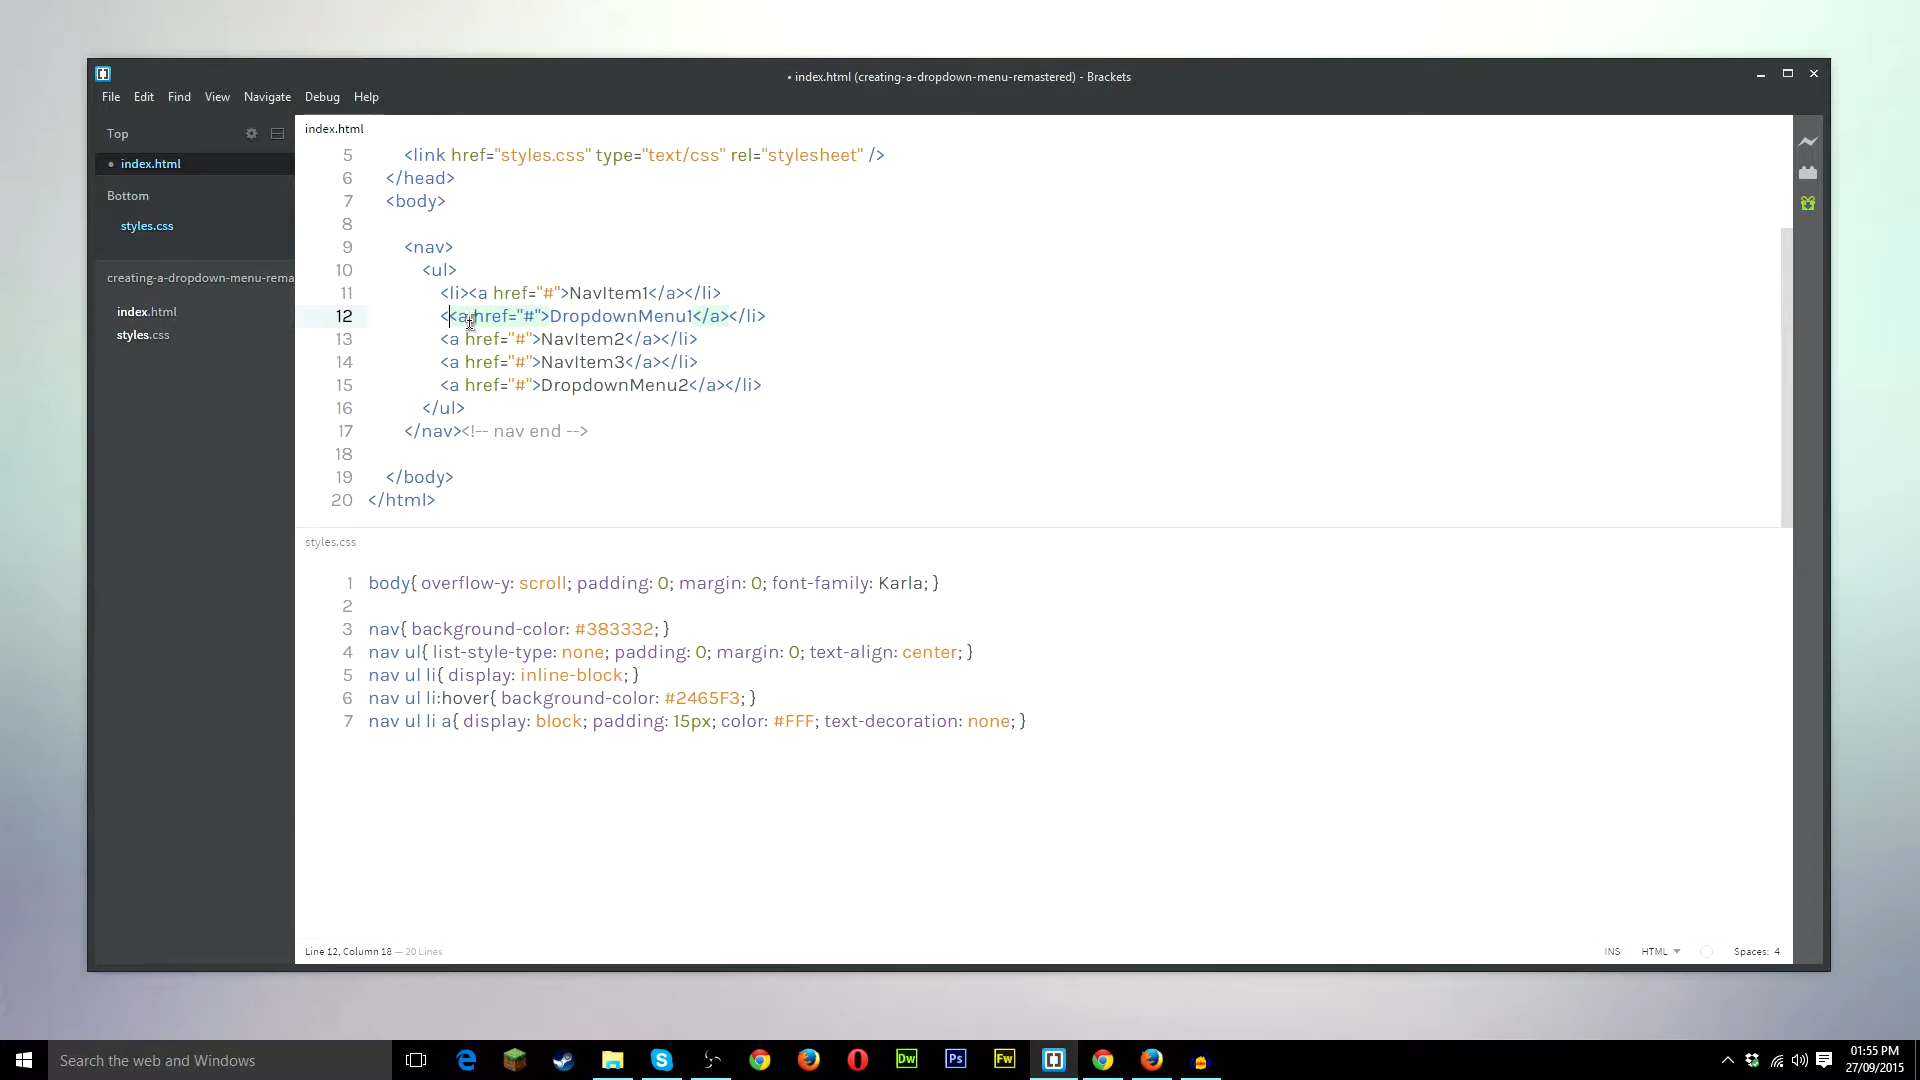 • index.html (creating-a-dropdown-menu-remastered) - Brackets
File Edit Find View Navigate Debug Help
Top
• index.html
Bottom
styles.css
creating-a-dropdown-menu-rema
index.html
styles.css
index.html
5 <link href="styles.css" type="text/css" rel="stylesheet" />
6 </head>
7 <body>
8
9 <nav>
10 <ul>
11 <li><a href="#">NavItem1</a></li>
12 <<a href="#">DropdownMenu1</a></li>
13 <a href="#">NavItem2</a></li>
14 <a href="#">NavItem3</a></li>
15 <a href="#">DropdownMenu2</a></li>
16 </ul>
17 </nav><!-- nav end -->
18
19 </body>
20 </html>
styles.css
1 body{ overflow-y: scroll; padding: 0; margin: 0; font-family: Karla; }
2
3 nav{ background-color: #383332; }
4 nav ul{ list-style-type: none; padding: 0; margin: 0; text-align: center; }
5 nav ul li{ display: inline-block; }
6 nav ul li:hover{ background-color: #2465F3; }
7 nav ul li a{ display: block; padding: 15px; color: #FFF; text-decoration: none; }
Line 12, Column 18 — 20 Lines
INS HTML Spaces: 4
Search the web and Windows
Dw Ps Fw
01:55 PM
27/09/2015